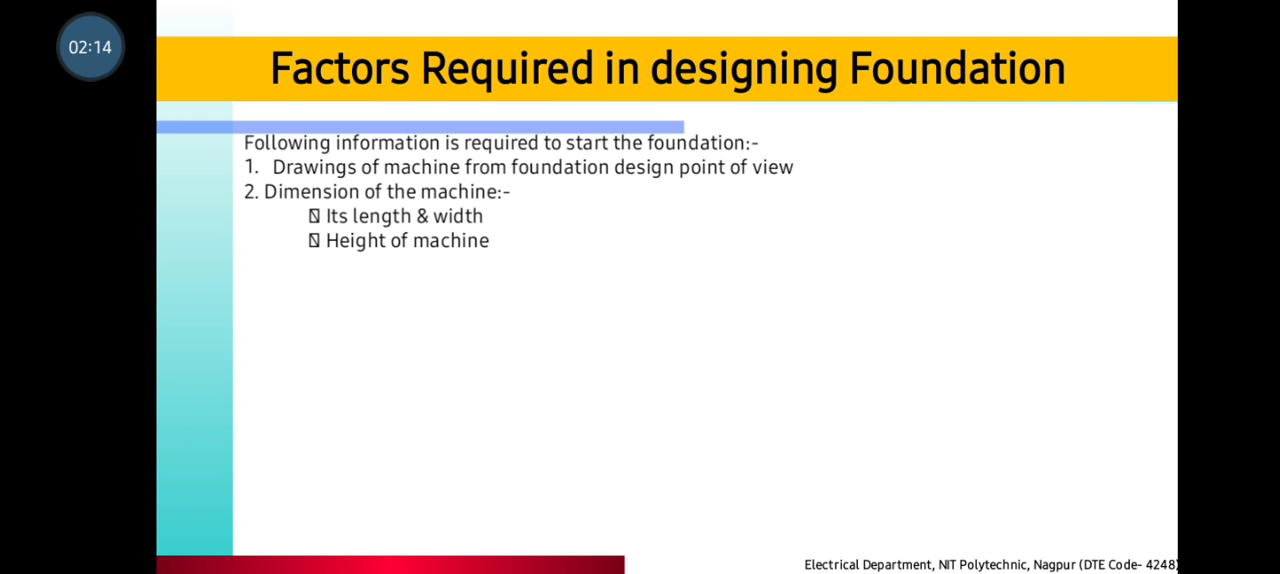 02:14
Factors Required in designing Foundation
Following information is required to start the foundation:-
1. Drawings of machine from foundation design point of view
2. Dimension of the machine:-
Its length & width
Height of machine
Electrical Department, NIT Polytechnic, Nagpur (DTE Code- 4248)